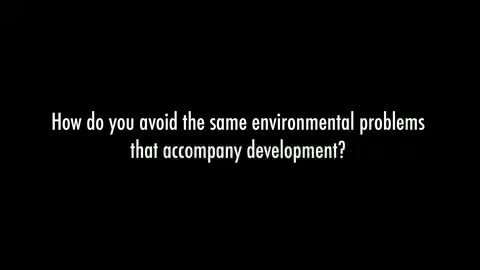 How do you avoid the same environmental problems
that accompany development?